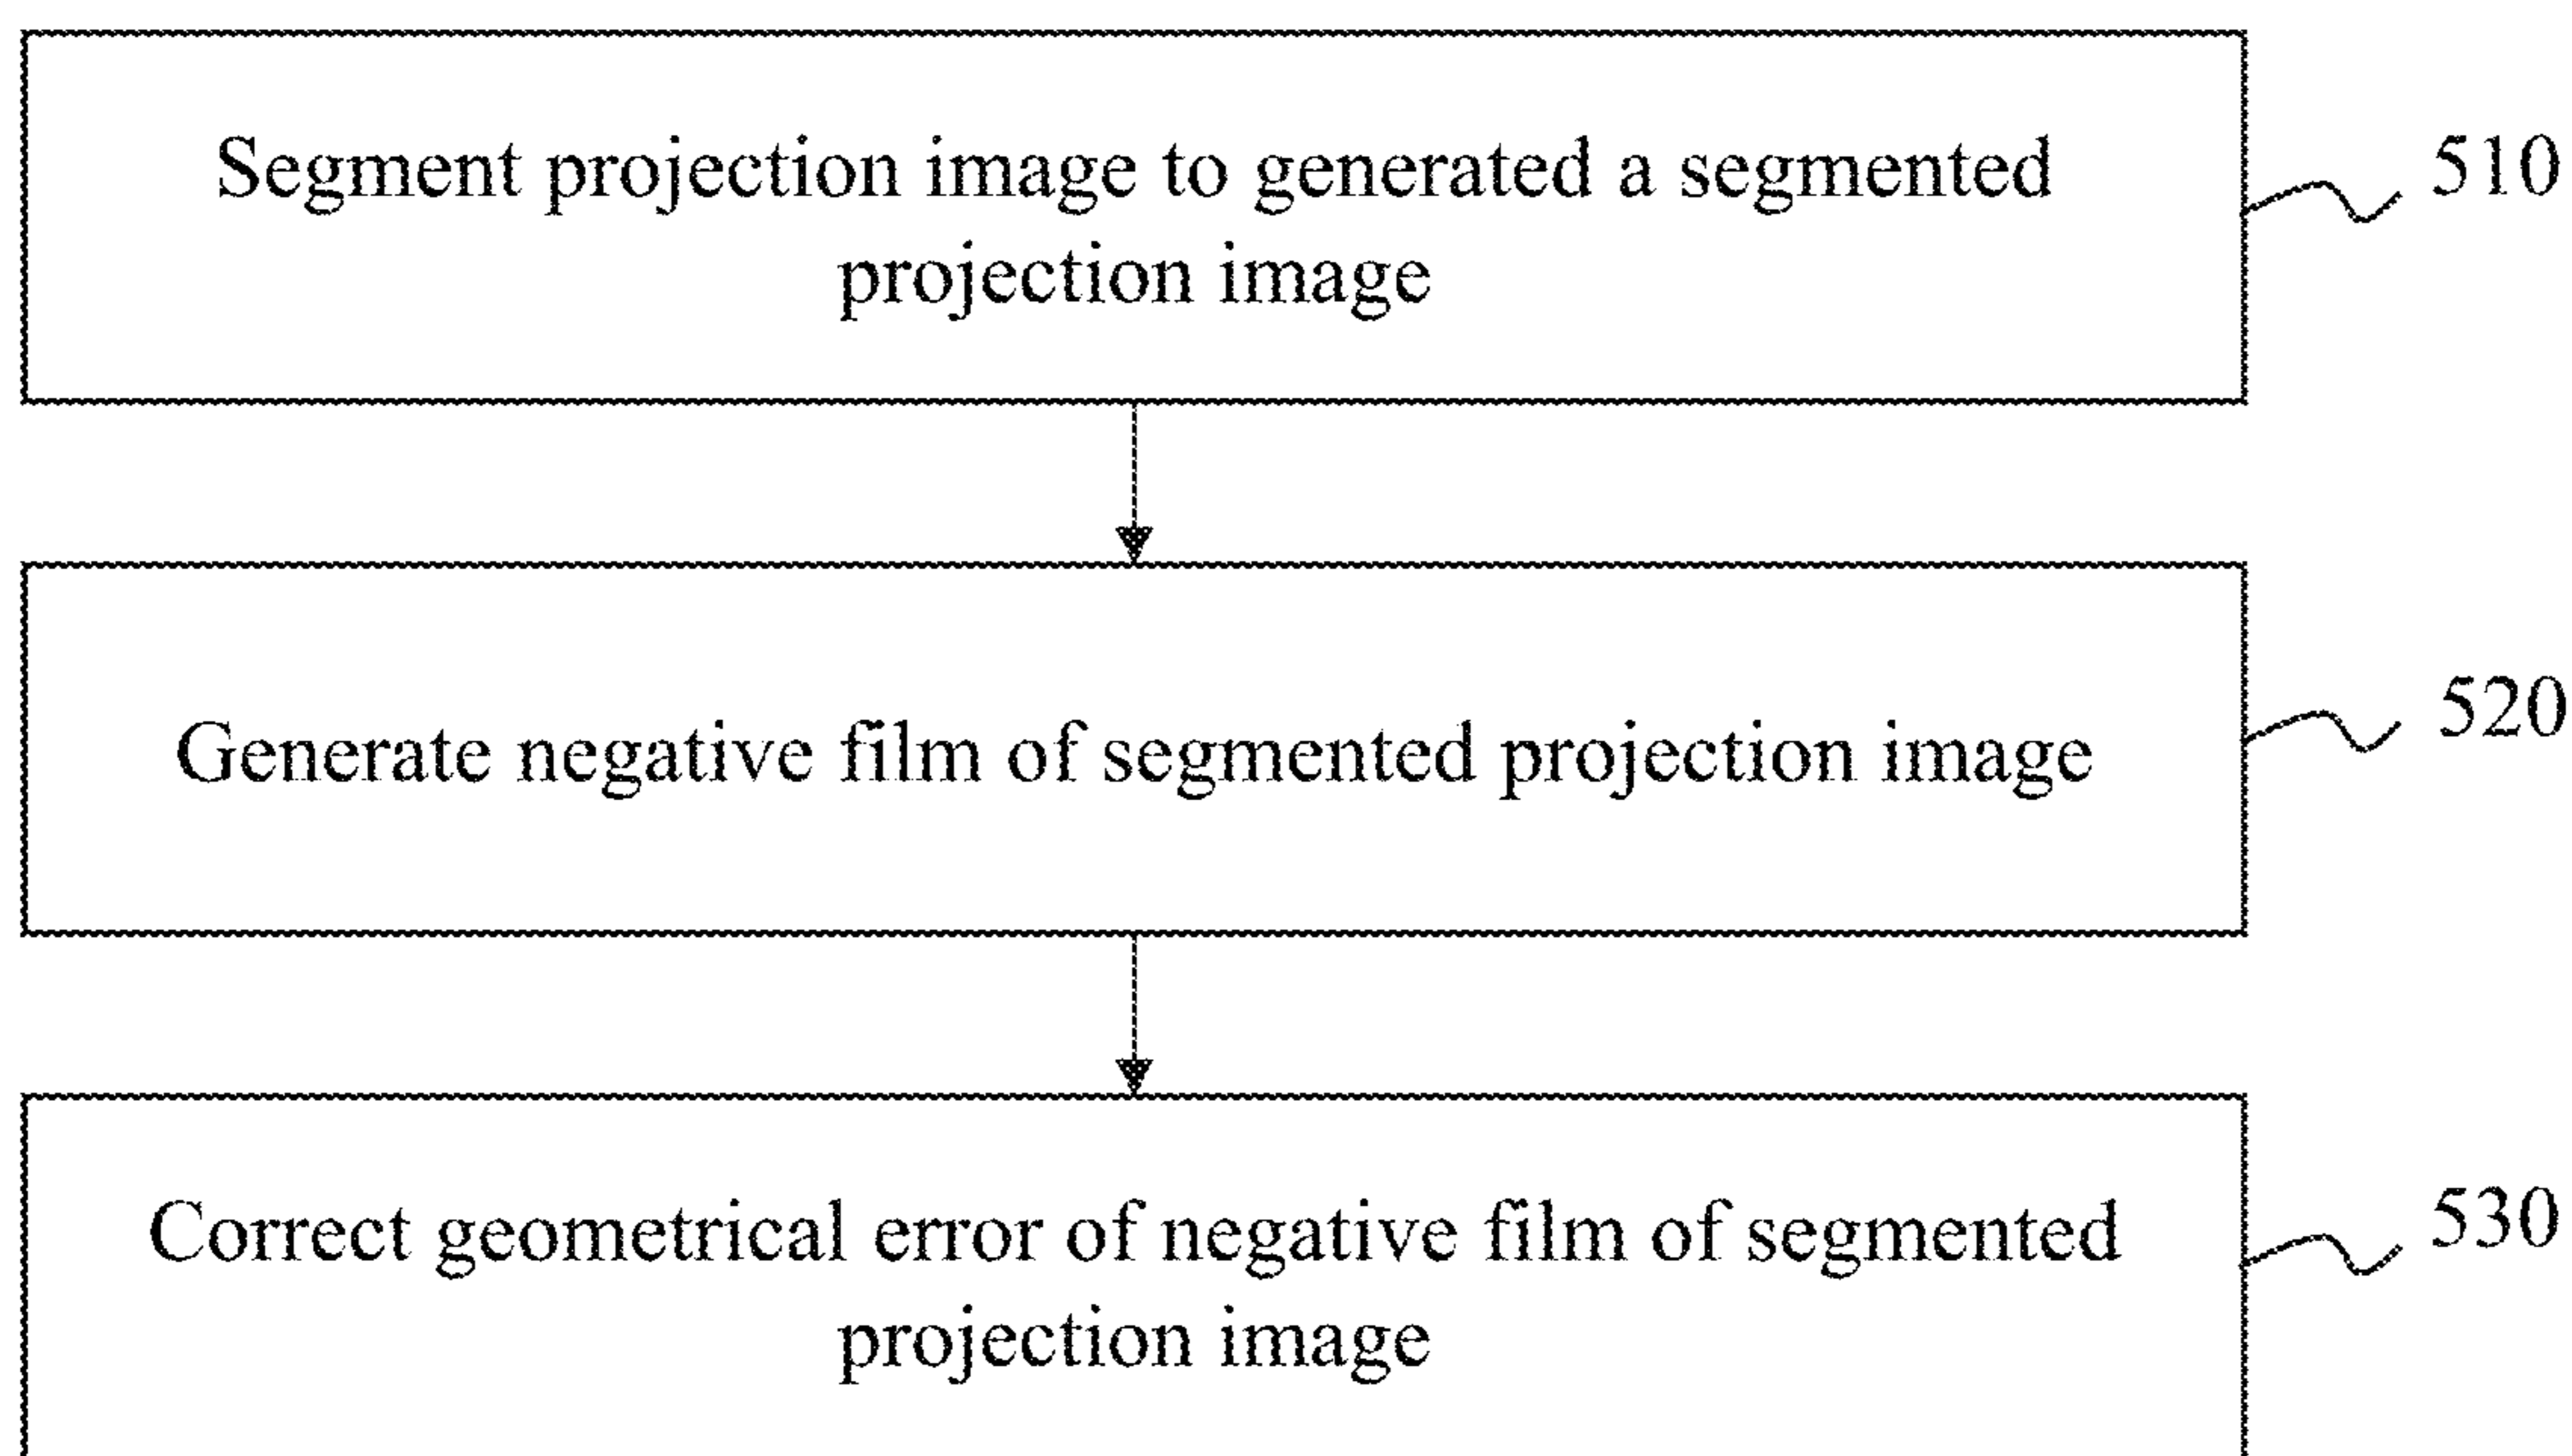 Segment projection image to generated a segmented
projection image
510
Generate negative film of segmented projection image
520
Correct geometrical error of negative film of segmented
projection image
530